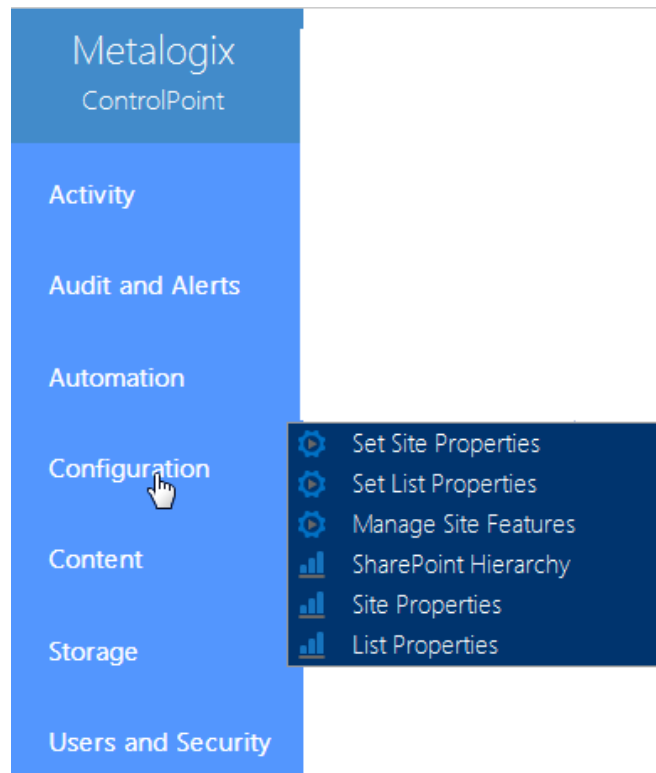 Metalogix
ControlPoint
Activity
Audit and Alerts
Automation
Configuration
Set Site Properties
Set List Properties
Manage Site Features
SharePoint Hierarchy
Site Properties
List Properties
Content
Storage
Users and Security